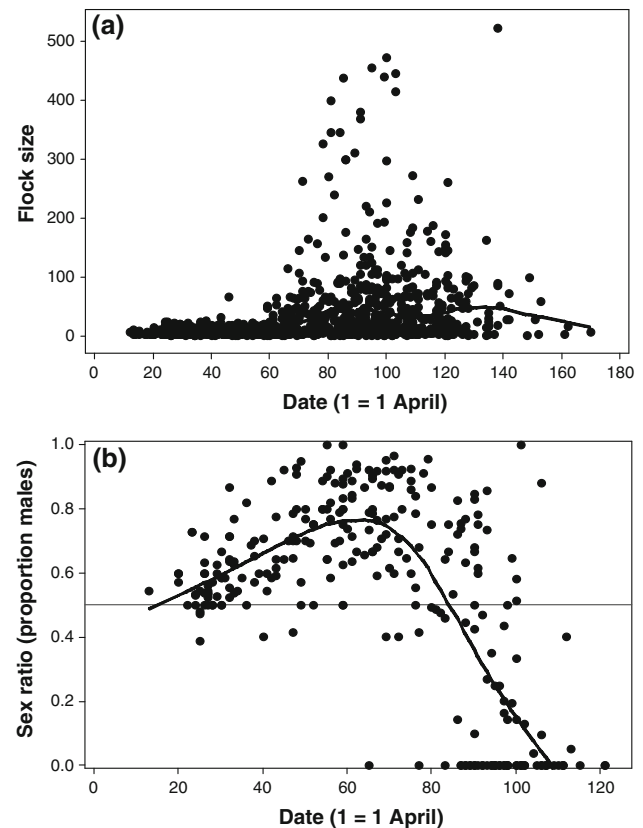 (a)
Flock size
500
400
300
200
100
0
0 20 40 60 80 100 120 140 160 180
Date (1 = 1 April)
(b)
Sex ratio (proportion males)
1.0
0.8
0.6
0.4
0.2
0.0
0 20 40 60 80 100 120
Date (1 = 1 April)